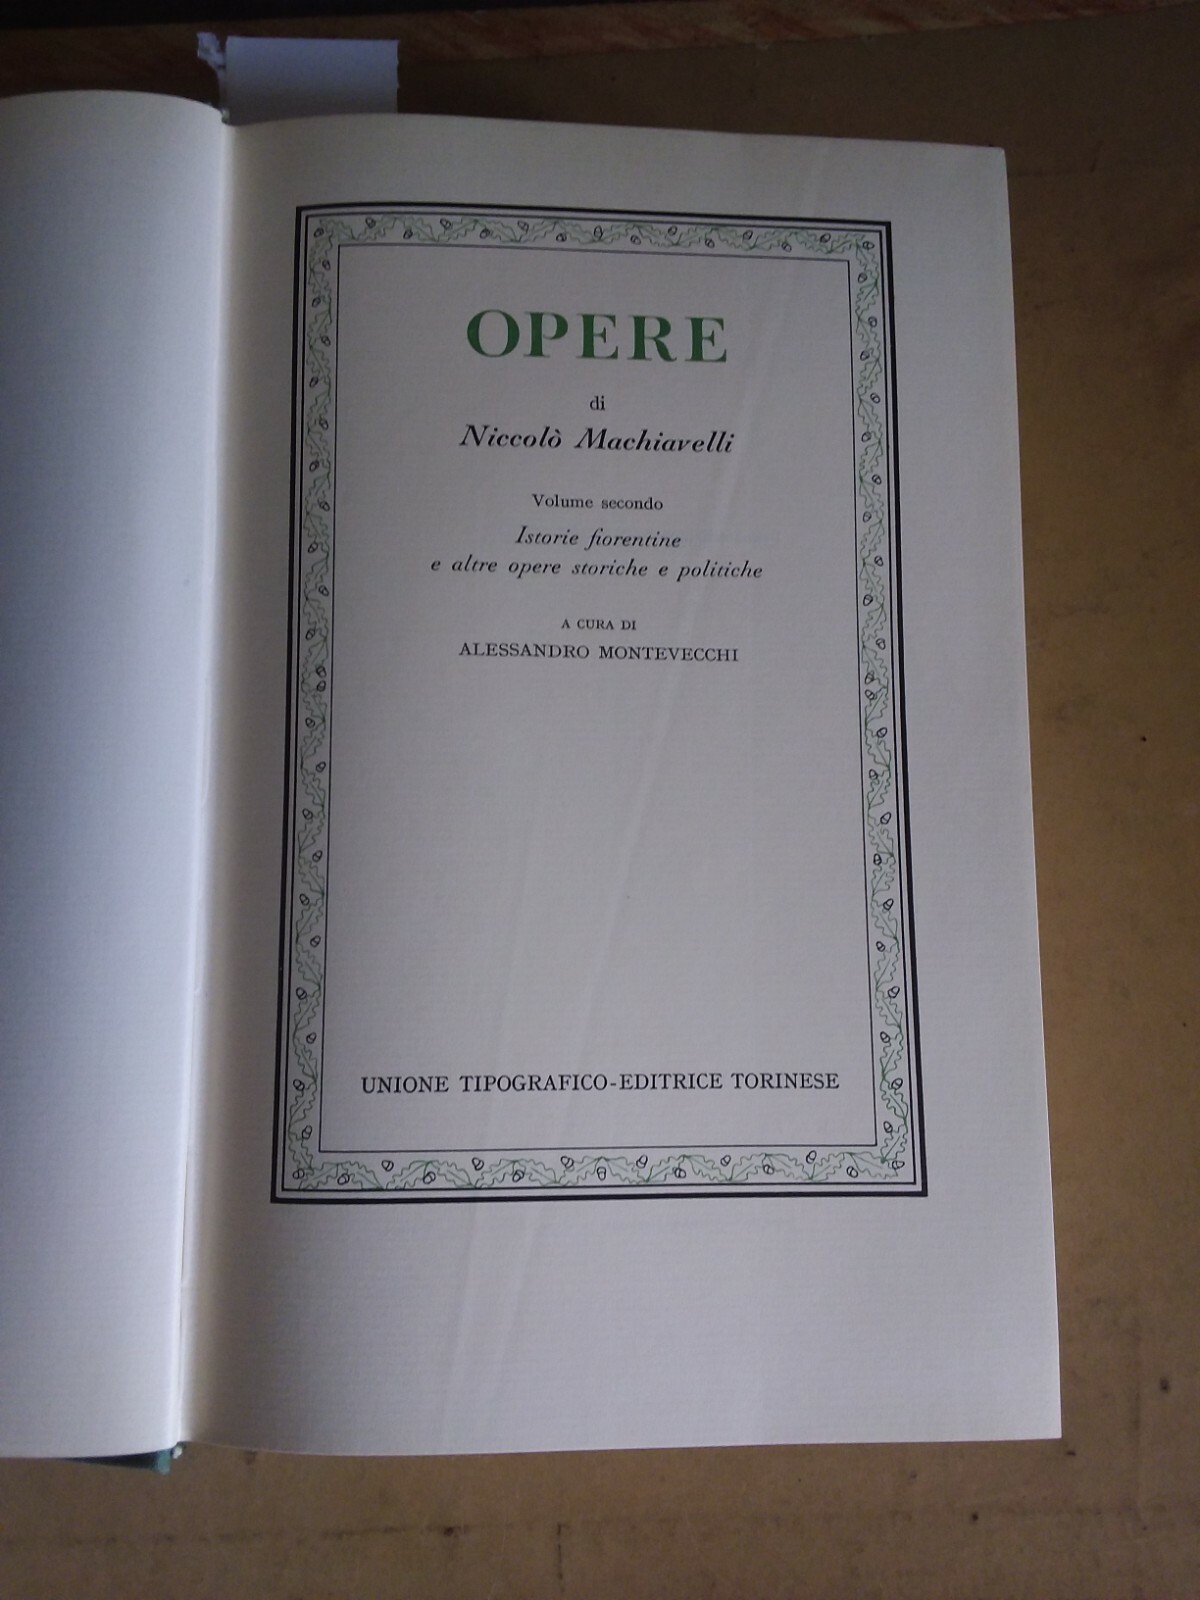 OPERE
di
Niccolò Machiavelli
Volume secondo
Istorie fiorentine
e altre opere storiche e politiche
A CURA DI
ALESSANDRO MONTEVECCHI
UNIONE TIPOGRAFICO-EDITRICE TORINESE